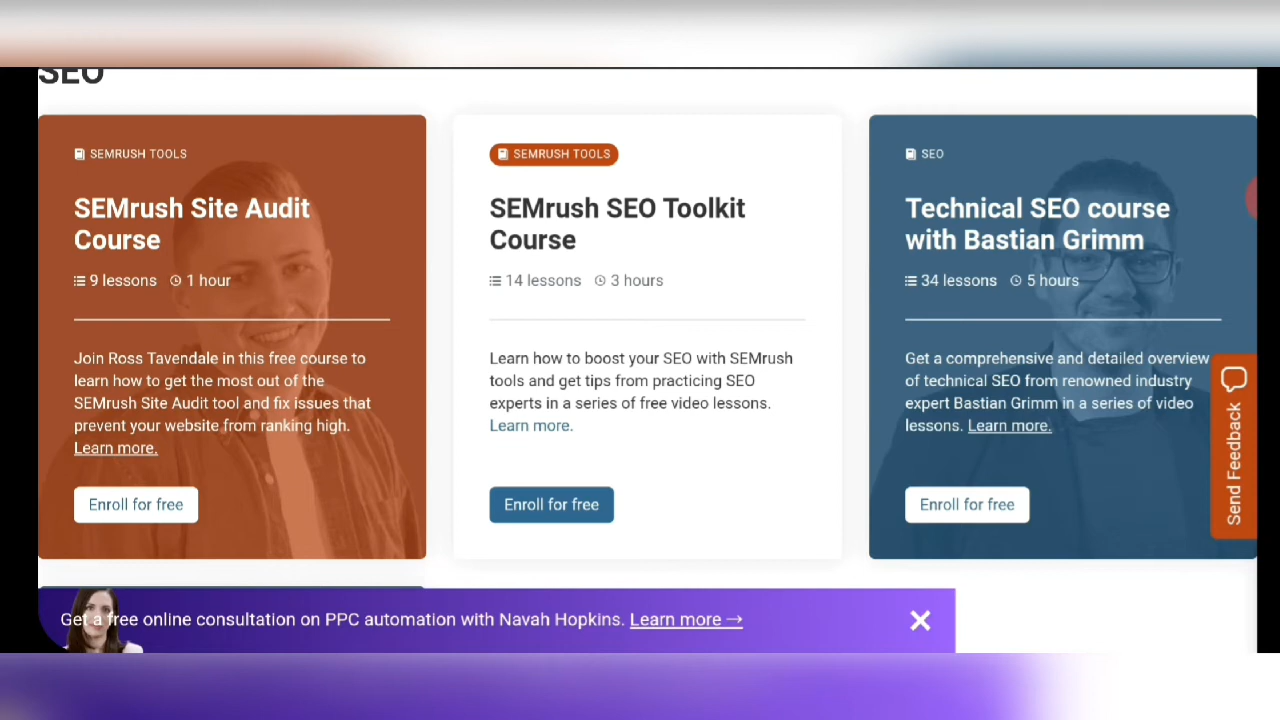 SEO
SEMRUSH TOOLS
SEMrush Site Audit
Course
9 lessons 1 hour
Join Ross Tavendale in this free course to
learn how to get the most out of the
SEMrush Site Audit tool and fix issues that
prevent your website from ranking high.
Learn more.
Enroll for free
SEMRUSH TOOLS
SEMrush SEO Toolkit
Course
14 lessons 3 hours
Learn how to boost your SEO with SEMrush
tools and get tips from practicing SEO
experts in a series of free video lessons.
Learn more.
Enroll for free
SEO
Technical SEO course
with Bastian Grimm
34 lessons 5 hours
Get a comprehensive and detailed overview
of technical SEO from renowned industry
expert Bastian Grimm in a series of video
lessons. Learn more.
Enroll for free
Send Feedback
Get a free online consultation on PPC automation with Navah Hopkins. Learn more →